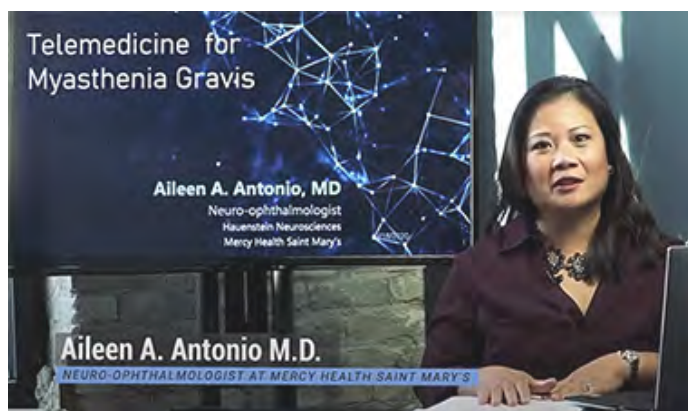 Telemedicine for
Myasthenia Gravis
Aileen A. Antonio, MD
Neuro-ophthalmologist
Hauenstein Neurosciences
Mercy Health Saint Mary's
Aileen A. Antonio M.D.
NEURO-OPHTHALMOLOGIST AT MERCY HEALTH SAINT MARY'S